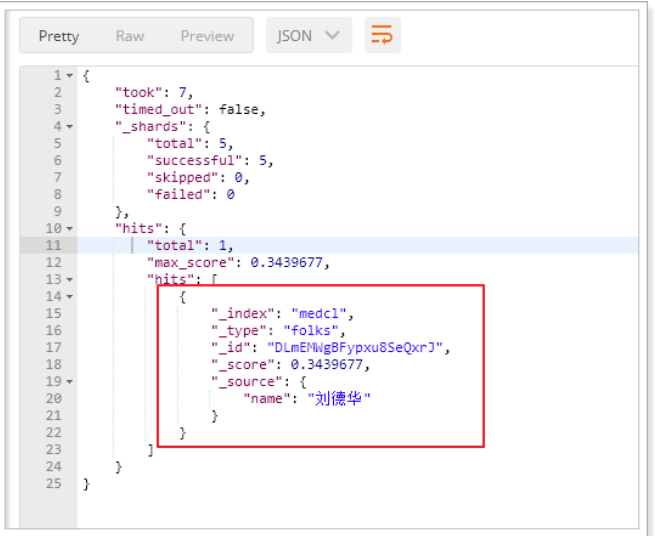 Pretty Raw Preview JSON
1 {
2 "took": 7,
3 "timed_out": false,
4 "_shards": {
5 "total": 5,
6 "successful": 5,
7 "skipped": 0,
8 "failed": 0
9 },
10 "hits": {
11 "total": 1,
12 "max_score": 0.3439677,
13 "hits": [
14 {
15 "_index": "medcl",
16 "_type": "folks",
17 "_id": "DLmEMWgBFypxu8SeQxrJ",
18 "_score": 0.3439677,
19 "_source": {
20 "name": "刘德华"
21 }
22 }
23 ]
24 }
25 }